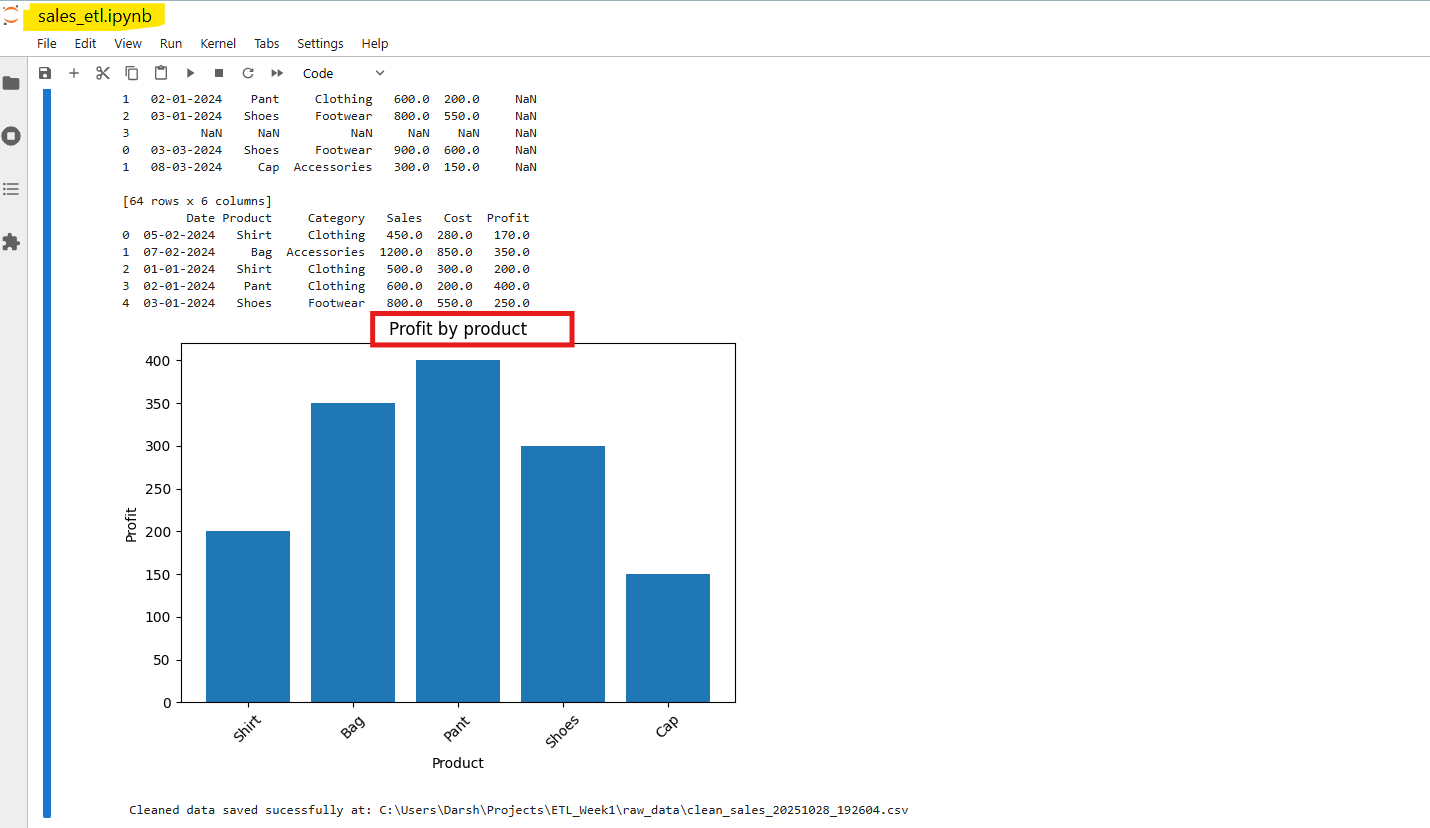 sales_etl.ipynb
File Edit View Run Kernel Tabs Settings Help
Code
1 02-01-2024 Pant Clothing 600.0 200.0 NaN
2 03-01-2024 Shoes Footwear 800.0 550.0 NaN
3 NaN NaN NaN NaN NaN NaN
0 03-03-2024 Shoes Footwear 900.0 600.0 NaN
1 08-03-2024 Cap Accessories 300.0 150.0 NaN
[64 rows x 6 columns]
Date Product Category Sales Cost Profit
0 05-02-2024 Shirt Clothing 450.0 280.0 170.0
1 07-02-2024 Bag Accessories 1200.0 850.0 350.0
2 01-01-2024 Shirt Clothing 500.0 300.0 200.0
3 02-01-2024 Pant Clothing 600.0 200.0 400.0
4 03-01-2024 Shoes Footwear 800.0 550.0 250.0
Profit by product
400
350
300
250
200
150
100
50
0
Profit
Shirt Bag Pant Shoes Cap
Product
Cleaned data saved sucessfully at: C:\Users\Darsh\Projects\ETL_Week1\raw_data\clean_sales_20251028_192604.csv